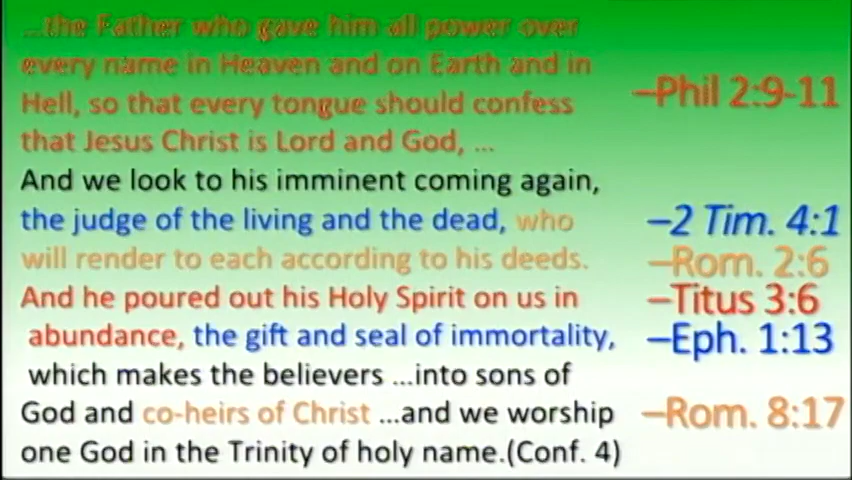 ...the Father who gave him all power over
every name in Heaven and on Earth and in
Hell, so that every tongue should confess
–Phil 2:9-11
that Jesus Christ is Lord and God, ...
And we look to his imminent coming again,
the judge of the living and the dead, who
–2 Tim. 4:1
will render to each according to his deeds.
–Rom. 2:6
And he poured out his Holy Spirit on us in
–Titus 3:6
abundance, the gift and seal of immortality,
–Eph. 1:13
which makes the believers ...into sons of
God and co-heirs of Christ ...and we worship
–Rom. 8:17
one God in the Trinity of holy name.(Conf. 4)